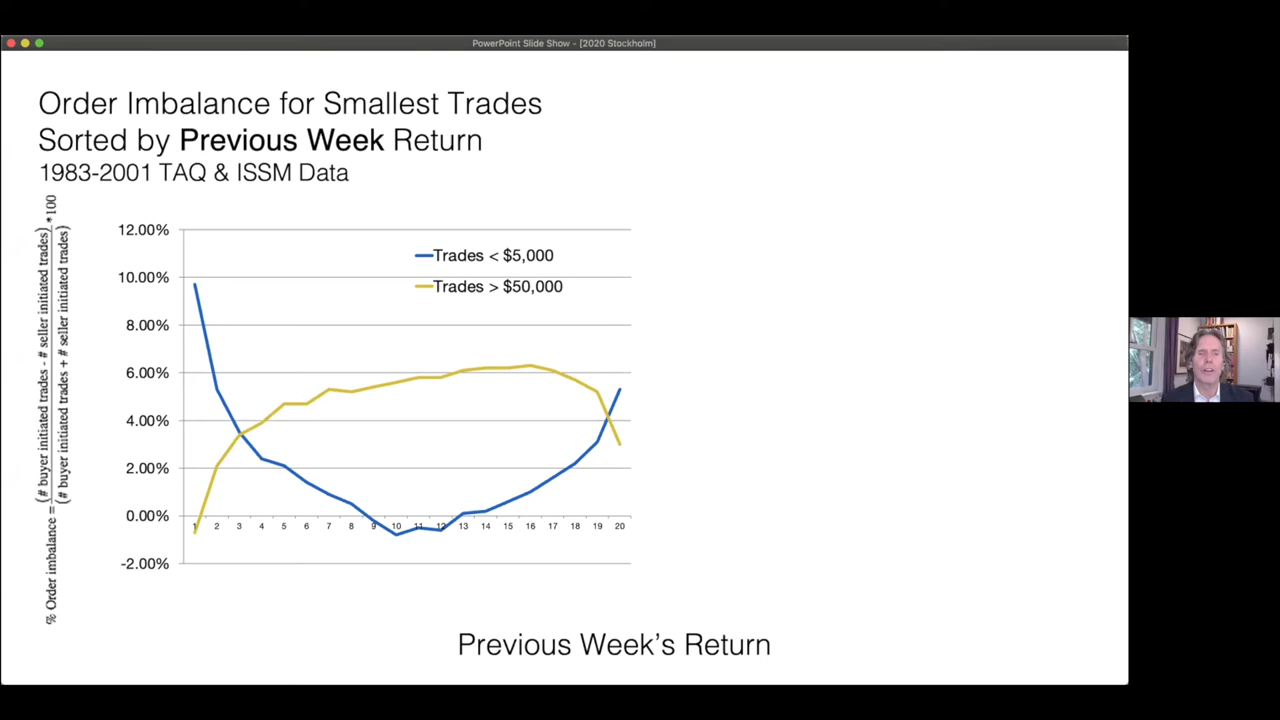 PowerPoint Slide Show - [2020 Stockholm]
Order Imbalance for Smallest Trades
Sorted by Previous Week Return
1983-2001 TAQ & ISSM Data
% Order imbalance = (# buyer initiated trades - # seller initiated trades) *100
(# buyer initiated trades + # seller initiated trades)
12.00%
10.00%
8.00%
6.00%
4.00%
2.00%
0.00%
-2.00%
Trades < $5,000
Trades > $50,000
1 2 3 4 5 6 7 8 9 10 11 12 13 14 15 16 17 18 19 20
Previous Week's Return